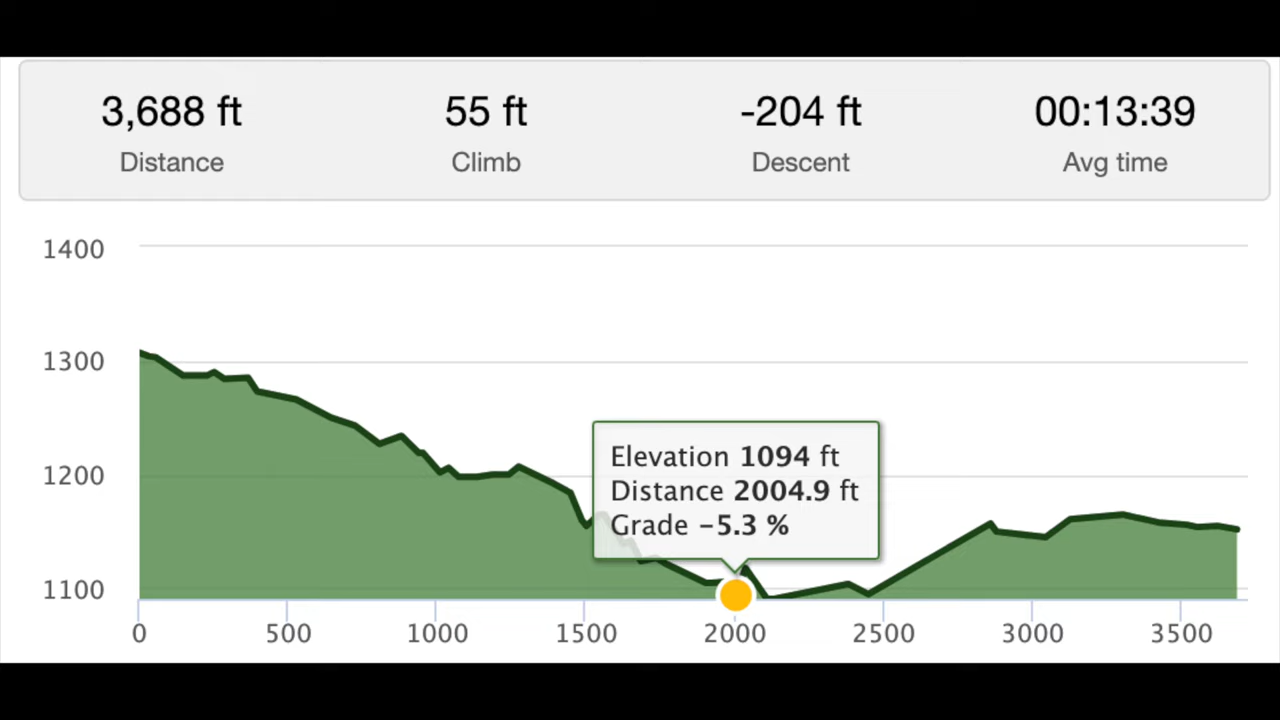 3,688 ft 55 ft -204 ft 00:13:39
Distance Climb Descent Avg time
1400
1300
1200
1100
Elevation 1094 ft
Distance 2004.9 ft
Grade −5.3 %
0 500 1000 1500 2000 2500 3000 3500